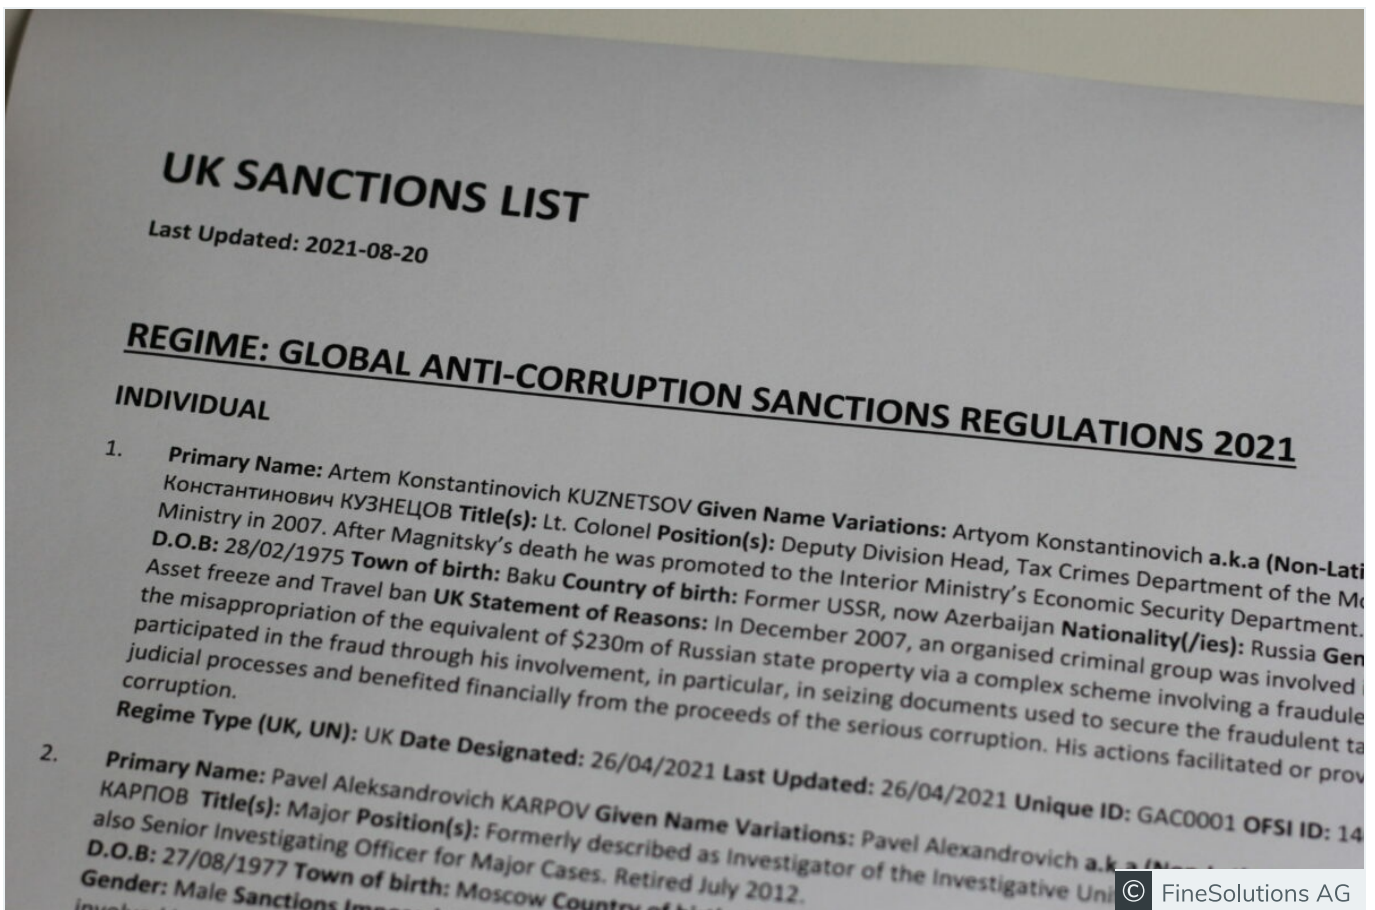 UK SANCTIONS LIST
Last Updated: 2021-08-20
REGIME: GLOBAL ANTI-CORRUPTION SANCTIONS REGULATIONS 2021
INDIVIDUAL
1. Primary Name: Artem Konstantinovich KUZNETSOV Given Name Variations: Artyom Konstantinovich a.k.a (Non-Lati
Константинович КУЗНЕЦОВ Title(s): Lt. Colonel Position(s): Deputy Division Head, Tax Crimes Department of the Mo
Ministry in 2007. After Magnitsky's death he was promoted to the Interior Ministry's Economic Security Department.
D.O.B: 28/02/1975 Town of birth: Baku Country of birth: Former USSR, now Azerbaijan Nationality(/ies): Russia Gen
Asset freeze and Travel ban UK Statement of Reasons: In December 2007, an organised criminal group was involved
the misappropriation of the equivalent of $230m of Russian state property via a complex scheme involving a fraudule
participated in the fraud through his involvement, in particular, in seizing documents used to secure the fraudulent ta
judicial processes and benefited financially from the proceeds of the serious corruption. His actions facilitated or prov
corruption.
Regime Type (UK, UN): UK Date Designated: 26/04/2021 Last Updated: 26/04/2021 Unique ID: GAC0001 OFSI ID: 14
2. Primary Name: Pavel Aleksandrovich KARPOV Given Name Variations: Pavel Alexandrovich a.k.a
КАРПОВ Title(s): Major Position(s): Formerly described as Investigator of the Investigative Uni
also Senior Investigating Officer for Major Cases. Retired July 2012.
D.O.B: 27/08/1977 Town of birth: Moscow Country of
Gender: Male Sanctions
© FineSolutions AG